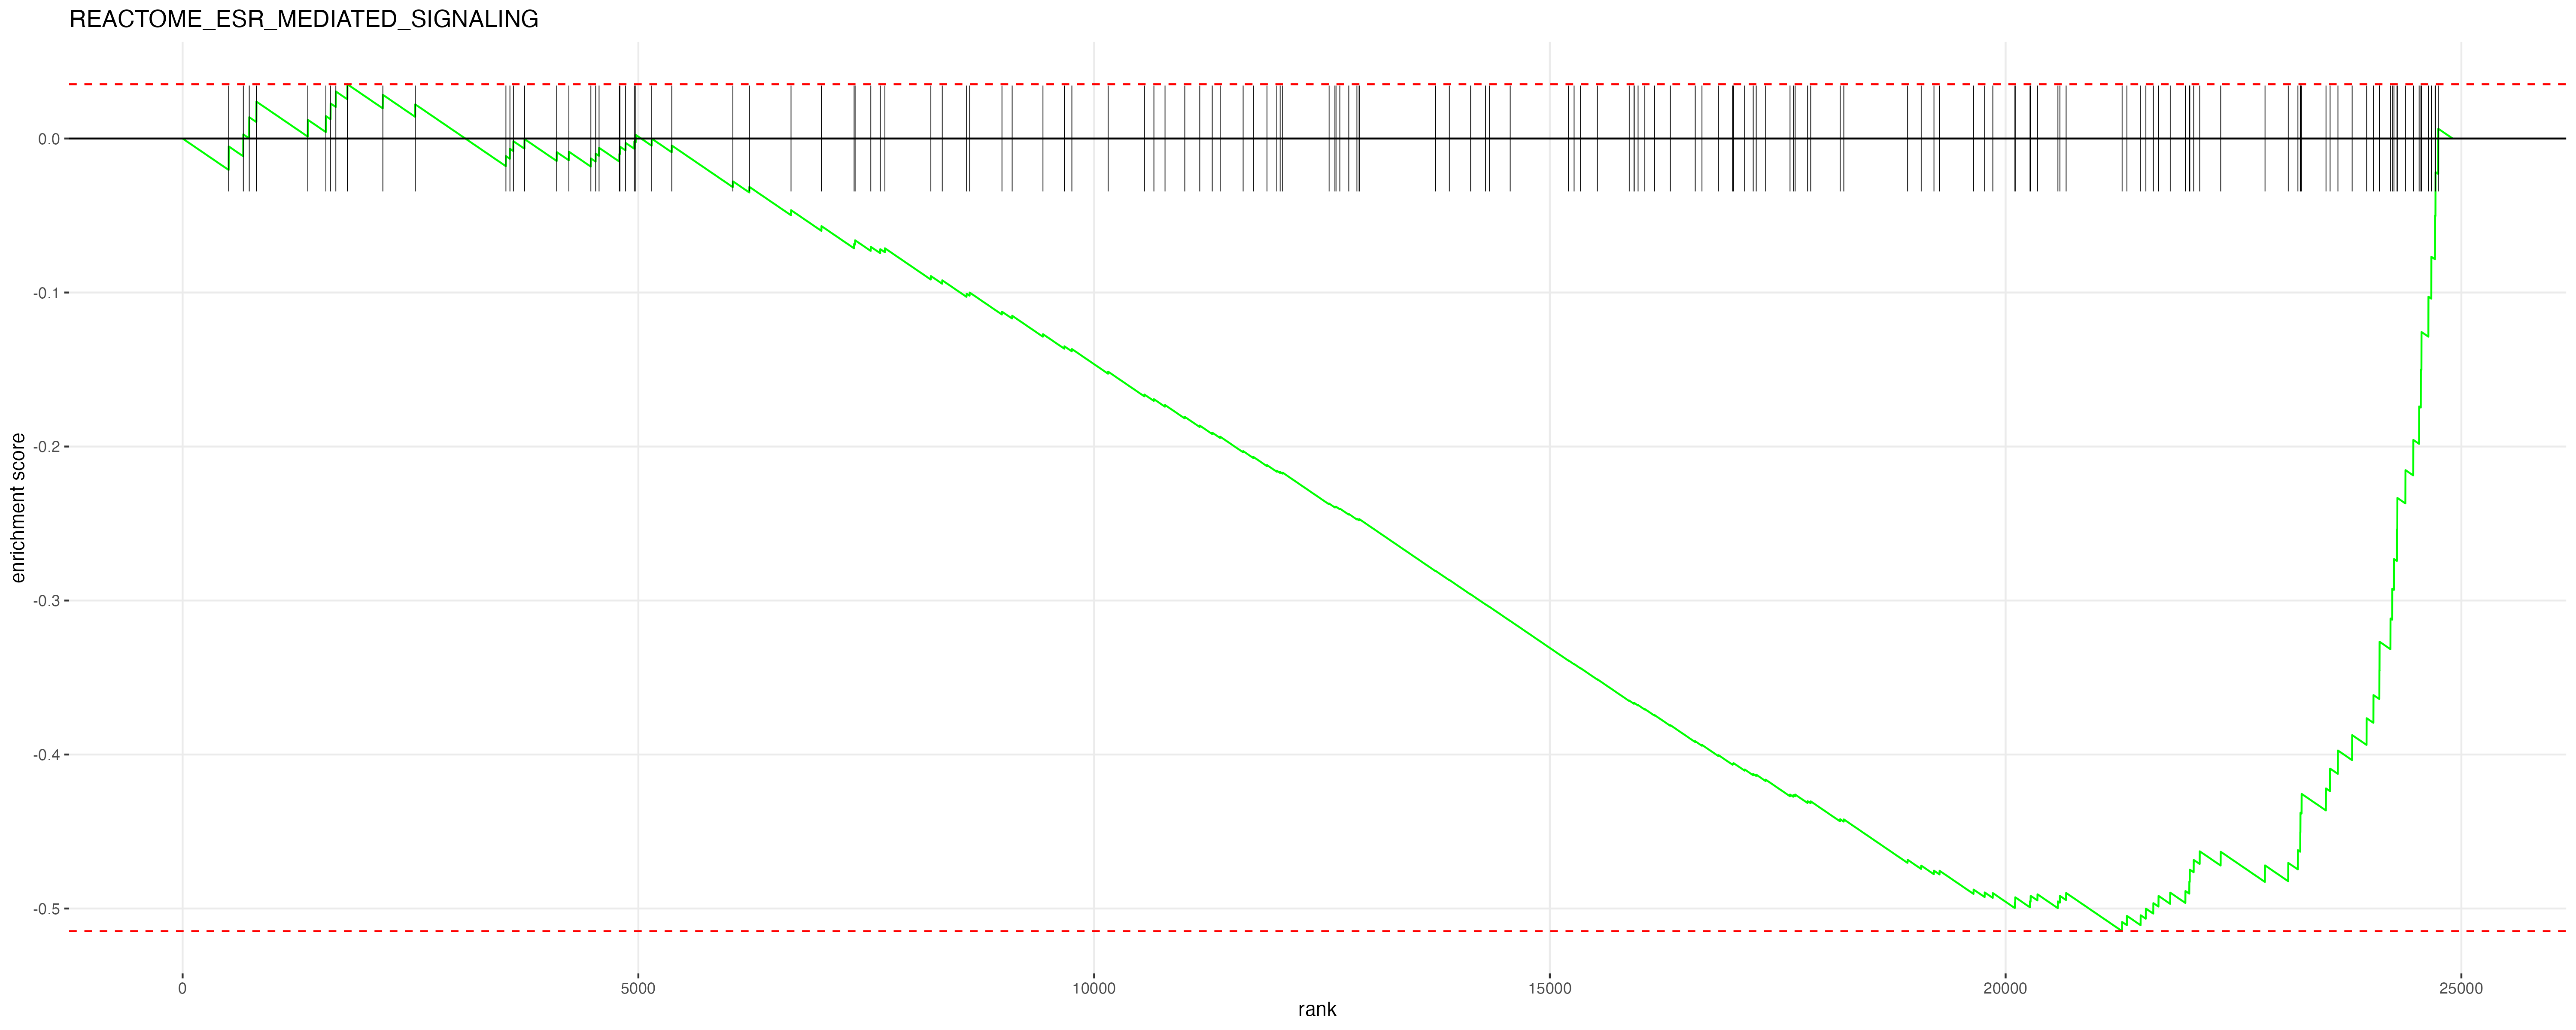 REACTOME_ESR_MEDIATED_SIGNALING
0.0
-0.1
-0.2
-0.3
-0.4
-0.5
enrichment score
0 5000 10000 15000 20000 25000
rank